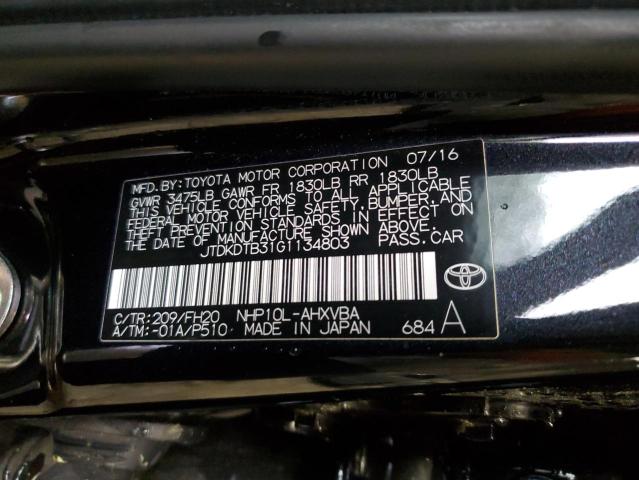 MFD. BY: TOYOTA MOTOR CORPORATION 07/16
GVWR 3475LB GAWR FR 1830LB RR 1830LB
THIS VEHICLE CONFORMS TO ALL APPLICABLE
FEDERAL MOTOR VEHICLE SAFETY, BUMPER, AND
THEFT PREVENTION STANDARDS IN EFFECT
ON THE DATE OF MANUFACTURE SHOWN ABOVE.
JTDKDTB31G1134803 PASS. CAR
C/TR: 209/FH20 NHP10L-AHXVBA
A/TM: -01A/P510 MADE IN JAPAN 684 A